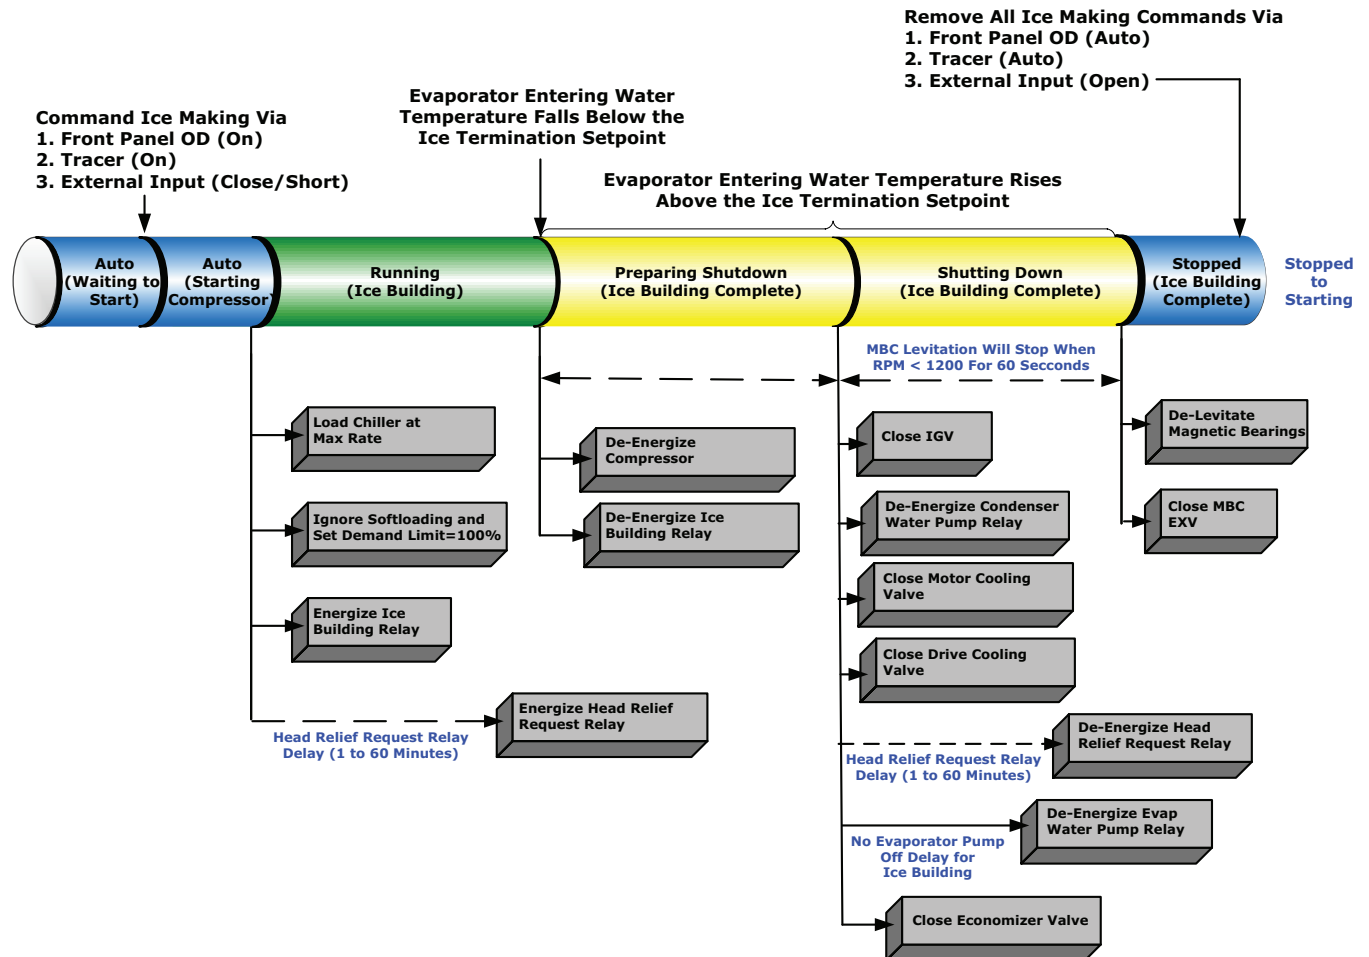 Remove All Ice Making Commands Via
1. Front Panel OD (Auto)
2. Tracer (Auto)
3. External Input (Open)
Evaporator Entering Water
Temperature Falls Below the
Ice Termination Setpoint
Command Ice Making Via
1. Front Panel OD (On)
2. Tracer (On)
3. External Input (Close/Short)
Evaporator Entering Water Temperature Rises
Above the Ice Termination Setpoint
Auto
(Waiting to
Start)
Auto
(Starting
Compressor)
Running
(Ice Building)
Preparing Shutdown
(Ice Building Complete)
Shutting Down
(Ice Building Complete)
Stopped
(Ice Building
Complete)
Stopped
to
Starting
MBC Levitation Will Stop When
RPM < 1200 For 60 Secconds
Load Chiller at
Max Rate
Ignore Softloading and
Set Demand Limit=100%
Energize Ice
Building Relay
Energize Head Relief
Request Relay
Head Relief Request Relay
Delay (1 to 60 Minutes)
De-Energize
Compressor
De-Energize Ice
Building Relay
Close IGV
De-Energize Condenser
Water Pump Relay
Close Motor Cooling
Valve
Close Drive Cooling
Valve
De-Energize Head
Relief Request Relay
Head Relief Request Relay
Delay (1 to 60 Minutes)
De-Energize Evap
Water Pump Relay
No Evaporator Pump
Off Delay for
Ice Building
Close Economizer Valve
De-Levitate
Magnetic Bearings
Close MBC
EXV